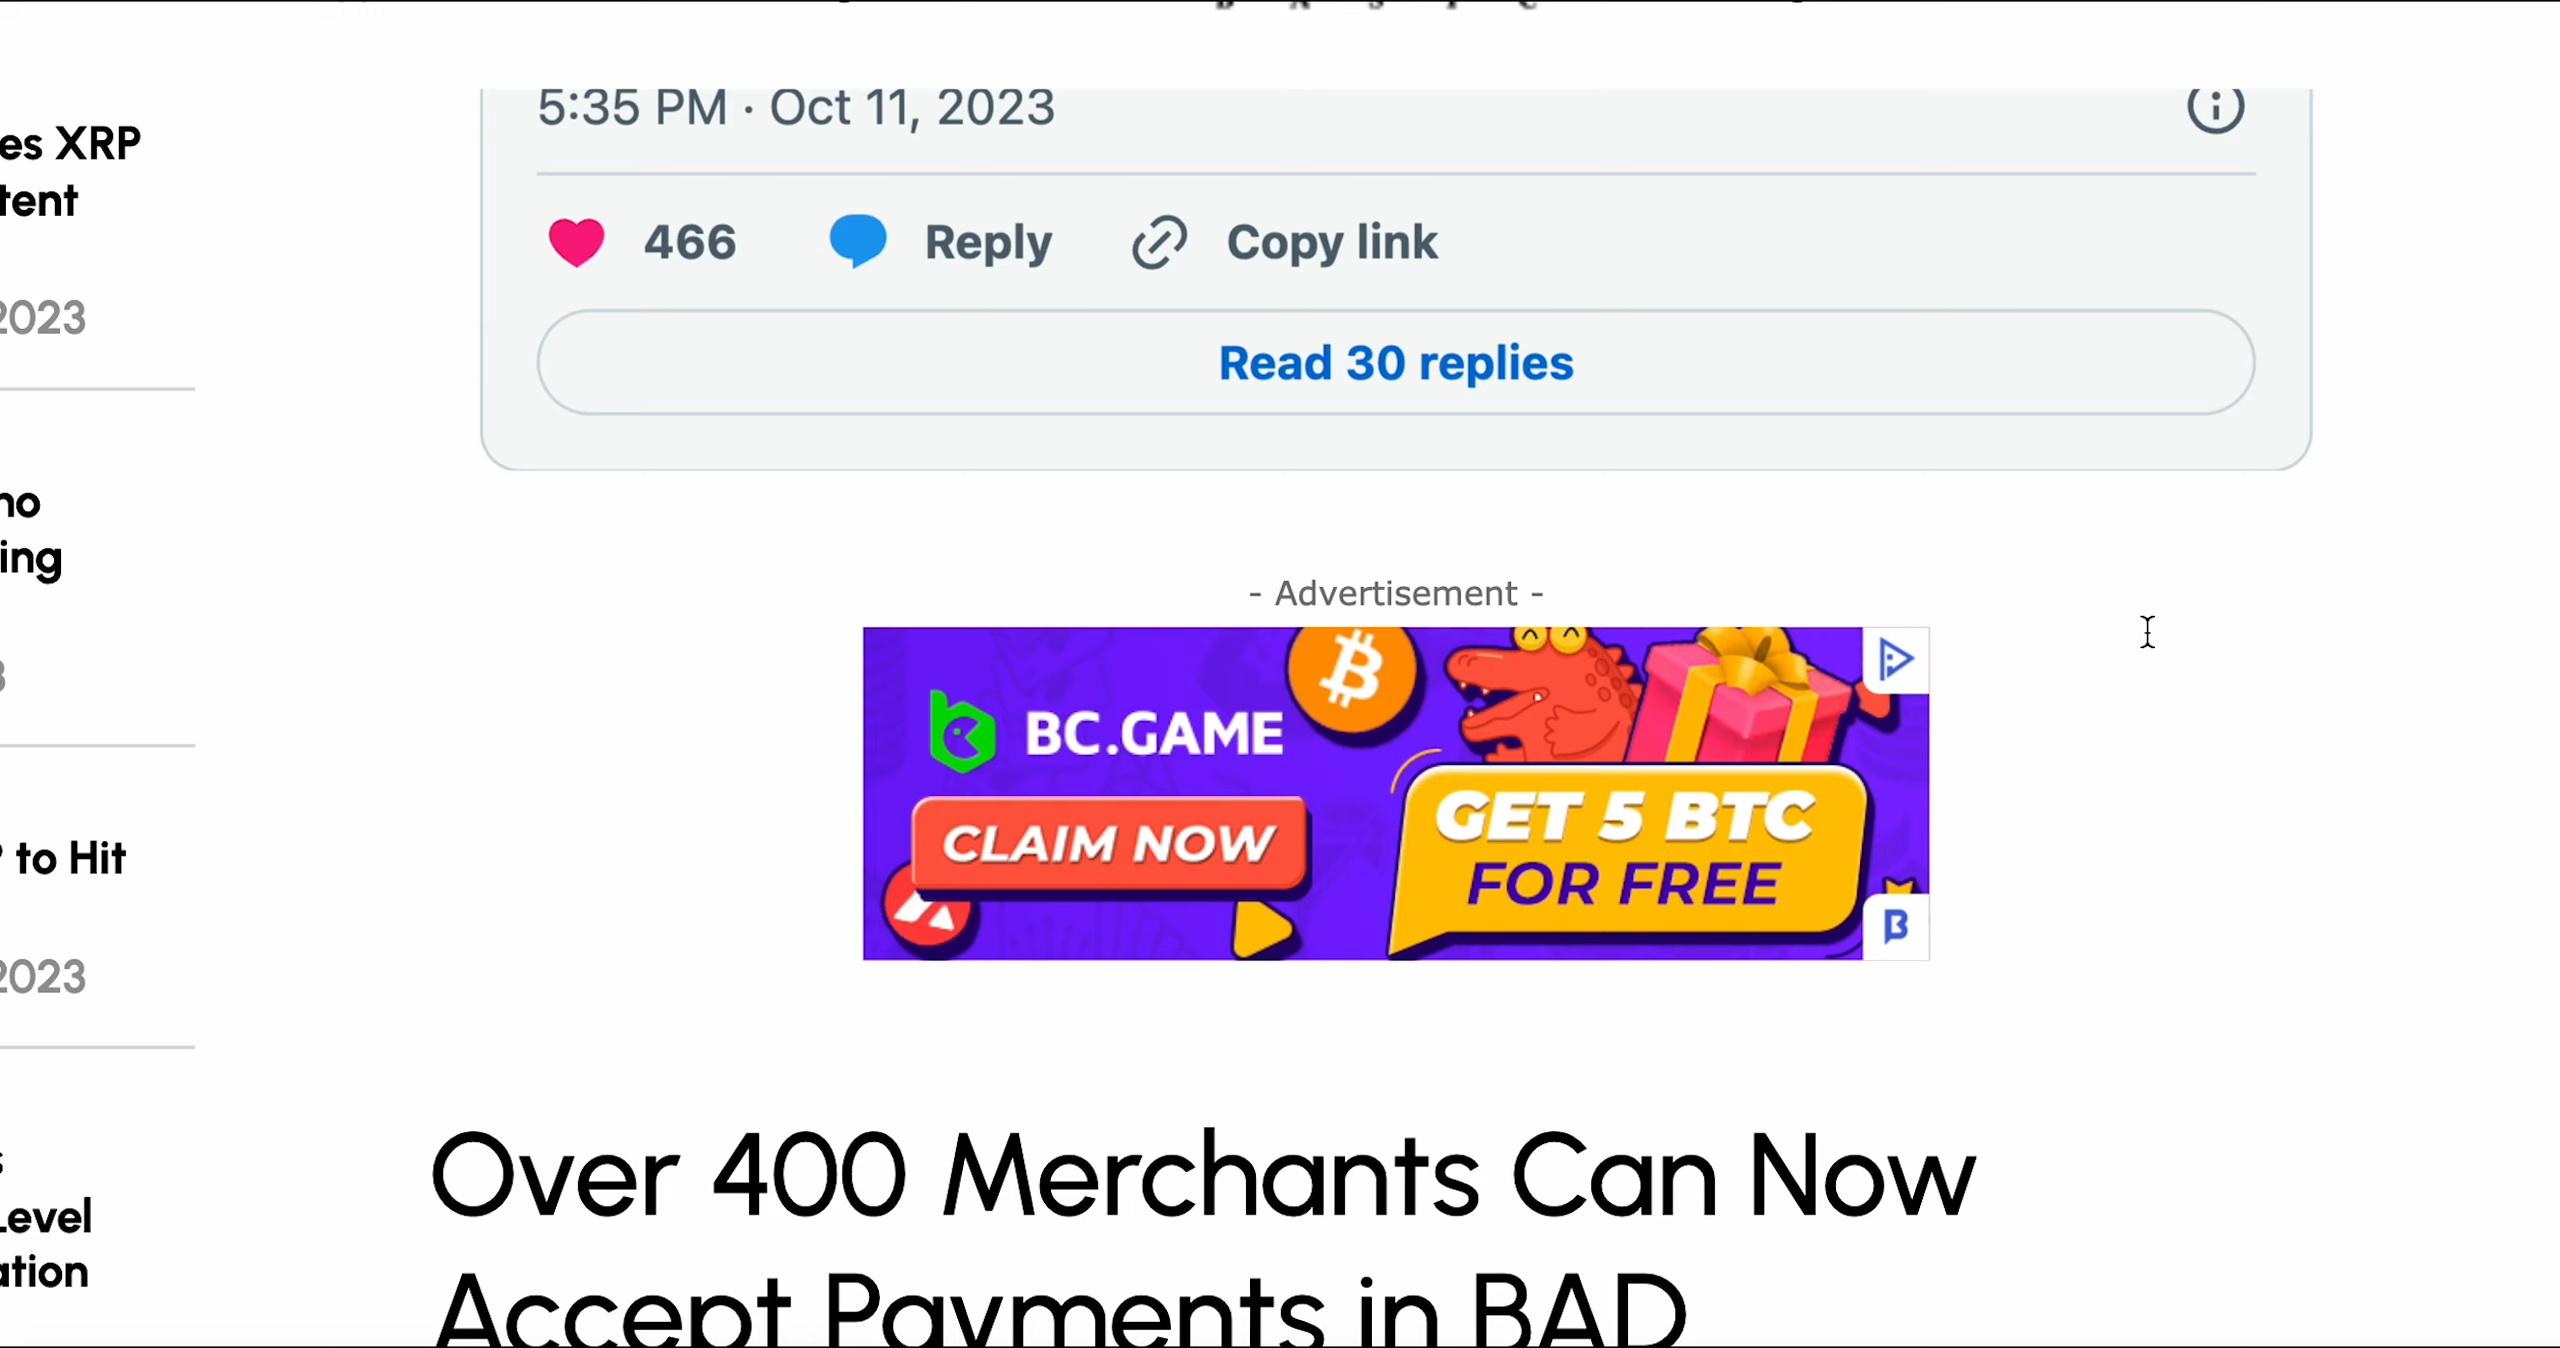 es XRP
tent
2023
no
ing
to Hit
2023
Level
ation
5:35 PM · Oct 11, 2023
466 Reply Copy link
Read 30 replies
- Advertisement -
BC.GAME
CLAIM NOW
GET 5 BTC
FOR FREE
Over 400 Merchants Can Now
Accept Payments in BAD